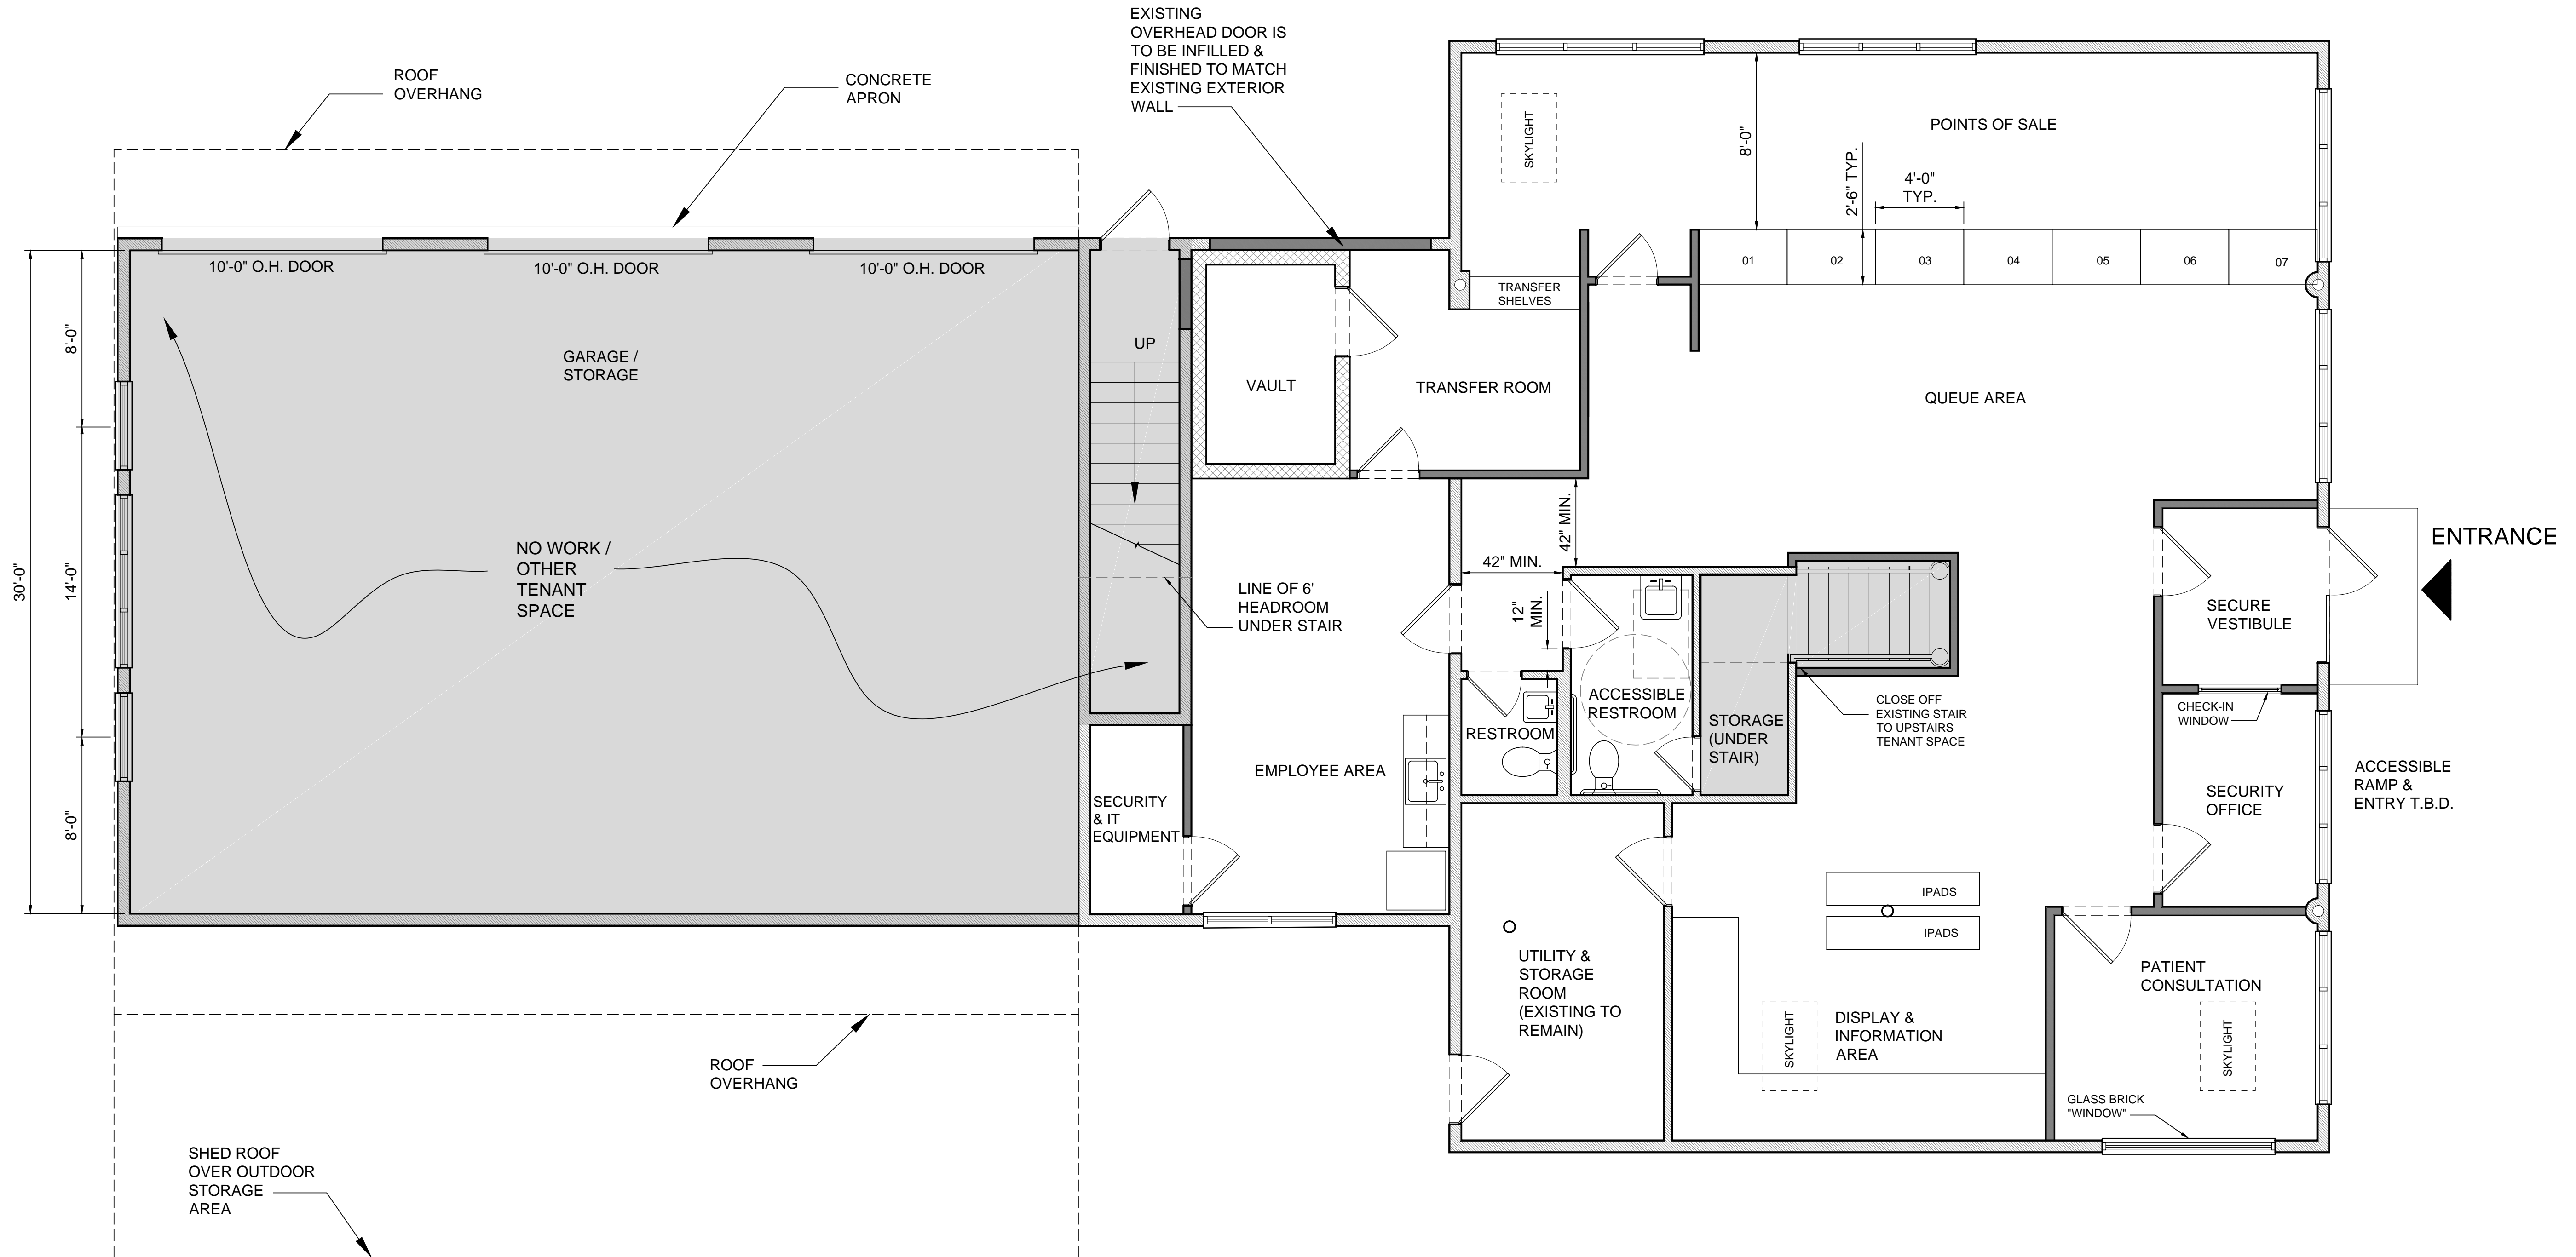 EXISTING
OVERHEAD DOOR IS
TO BE INFILLED &
FINISHED TO MATCH
EXISTING EXTERIOR
WALL
ROOF
OVERHANG
CONCRETE
APRON
SKYLIGHT
8'-0"
POINTS OF SALE
2'-6" TYP.
4'-0"
TYP.
01
02
03
04
05
06
07
10'-0" O.H. DOOR
10'-0" O.H. DOOR
10'-0" O.H. DOOR
TRANSFER
SHELVES
8'-0"
GARAGE /
STORAGE
UP
VAULT
TRANSFER ROOM
QUEUE AREA
30'-0"
14'-0"
NO WORK /
OTHER
TENANT
SPACE
42" MIN.
42" MIN.
12"
MIN.
LINE OF 6'
HEADROOM
UNDER STAIR
ENTRANCE
SECURE
VESTIBULE
ACCESSIBLE
RESTROOM
RESTROOM
STORAGE
(UNDER
STAIR)
CLOSE OFF
EXISTING STAIR
TO UPSTAIRS
TENANT SPACE
CHECK-IN
WINDOW
EMPLOYEE AREA
8'-0"
SECURITY
& IT
EQUIPMENT
SECURITY
OFFICE
ACCESSIBLE
RAMP &
ENTRY T.B.D.
IPADS
IPADS
UTILITY &
STORAGE
ROOM
(EXISTING TO
REMAIN)
PATIENT
CONSULTATION
SKYLIGHT
DISPLAY &
INFORMATION
AREA
SKYLIGHT
ROOF
OVERHANG
GLASS BRICK
"WINDOW"
SHED ROOF
OVER OUTDOOR
STORAGE
AREA